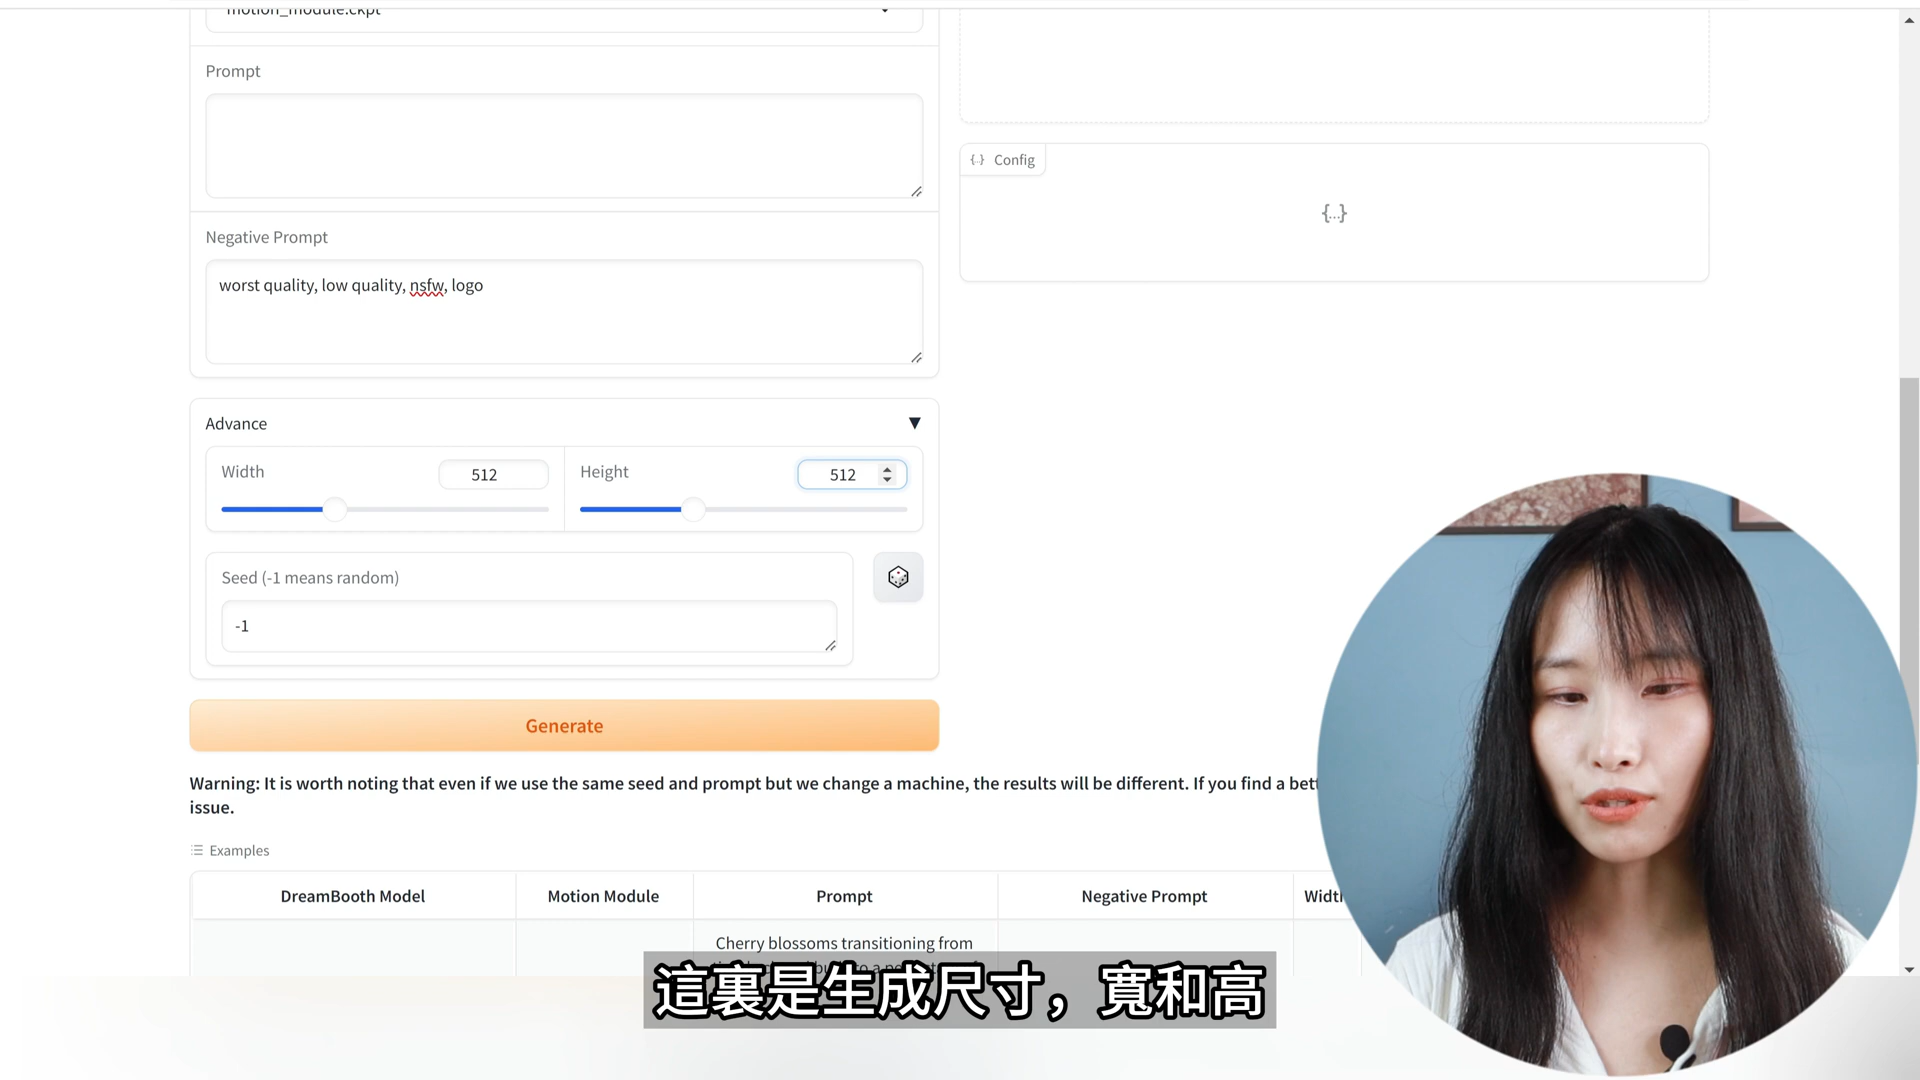 motion_module.ckpt
Prompt
Negative Prompt
worst quality, low quality, nsfw, logo
Advance
Width
512
Height
512
Seed (-1 means random)
-1
Generate
Warning: It is worth noting that even if we use the same seed and prompt but we change a machine, the results will be different. If you find a bett
issue.
Examples
DreamBooth Model
Motion Module
Prompt
Negative Prompt
Width
Cherry blossoms transitioning from
{..} Config
{...}
這裏是生成尺寸，寬和高